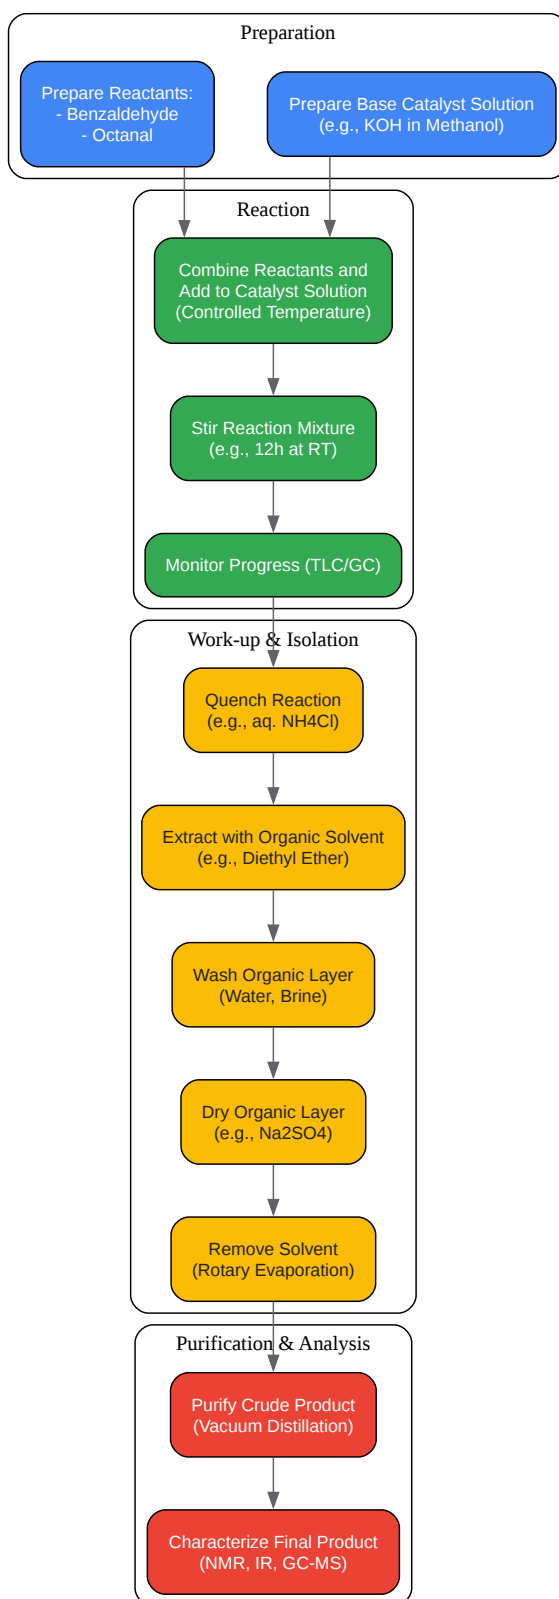 Preparation
Prepare Reactants:
- Benzaldehyde
- Octanal
Prepare Base Catalyst Solution
(e.g., KOH in Methanol)
Reaction
Combine Reactants and
Add to Catalyst Solution
(Controlled Temperature)
Stir Reaction Mixture
(e.g., 12h at RT)
Monitor Progress (TLC/GC)
Work-up & Isolation
Quench Reaction
(e.g., aq. NH4Cl)
Extract with Organic Solvent
(e.g., Diethyl Ether)
Wash Organic Layer
(Water, Brine)
Dry Organic Layer
(e.g., Na2SO4)
Remove Solvent
(Rotary Evaporation)
Purification & Analysis
Purify Crude Product
(Vacuum Distillation)
Characterize Final Product
(NMR, IR, GC-MS)